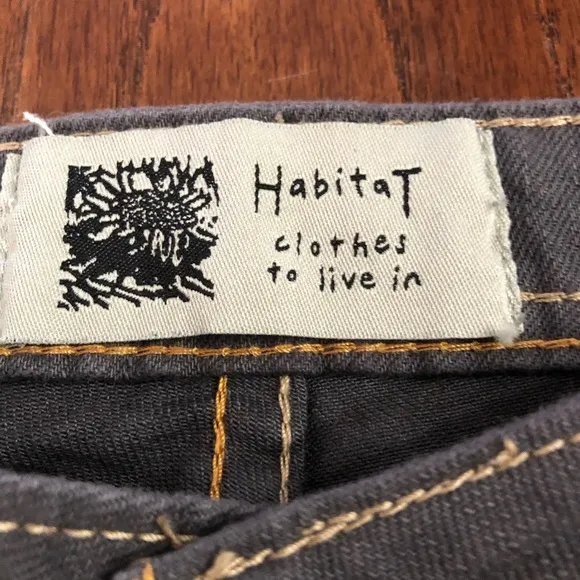 HabitaT
clothes
to live in